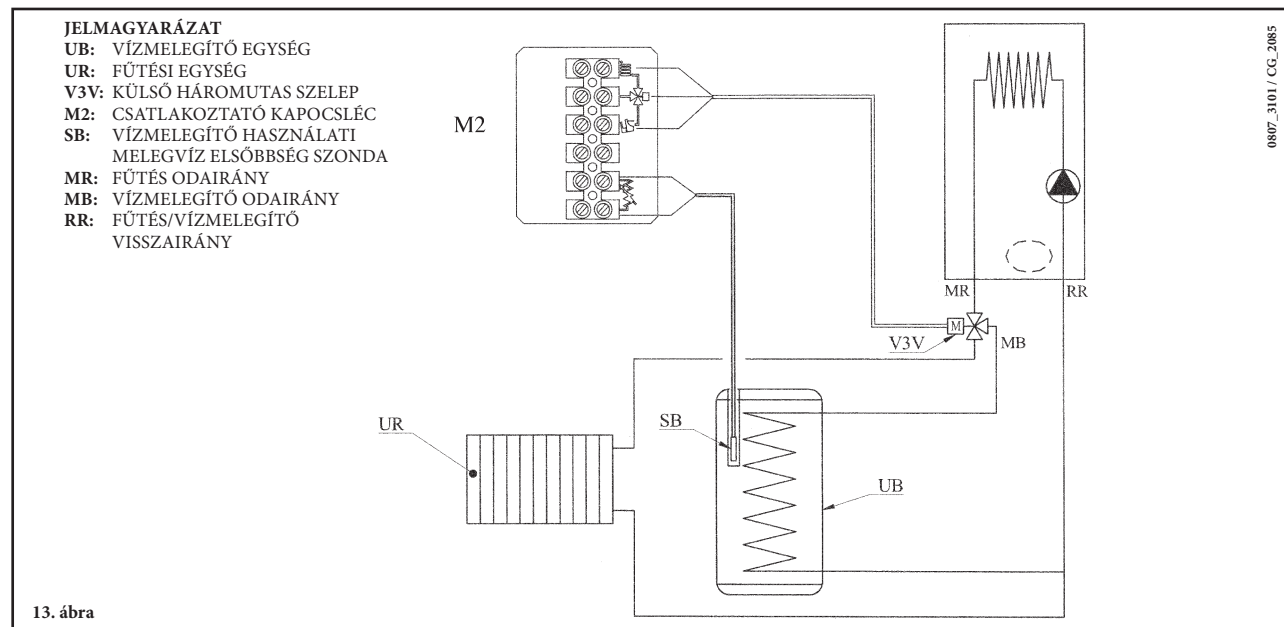 JELMAGYARÁZAT
UB: VÍZMELEGÍTŐ EGYSÉG
UR: FŰTÉSI EGYSÉG
V3V: KÜLSŐ HÁROMUTAS SZELEP
M2: CSATLAKOZTATÓ KAPOCSLÉC
SB: VÍZMELEGÍTŐ HASZNÁLATI
MELEGVÍZ ELSŐBBSÉG SZONDA
MR: FŰTÉS ODAIRÁNY
MB: VÍZMELEGÍTŐ ODAIRÁNY
RR: FŰTÉS/VÍZMELEGÍTŐ
VISSZAIRÁNY
M2
0807_3101 / CG_2085
MR
RR
M
V3V
MB
UR
SB
UB
13. ábra